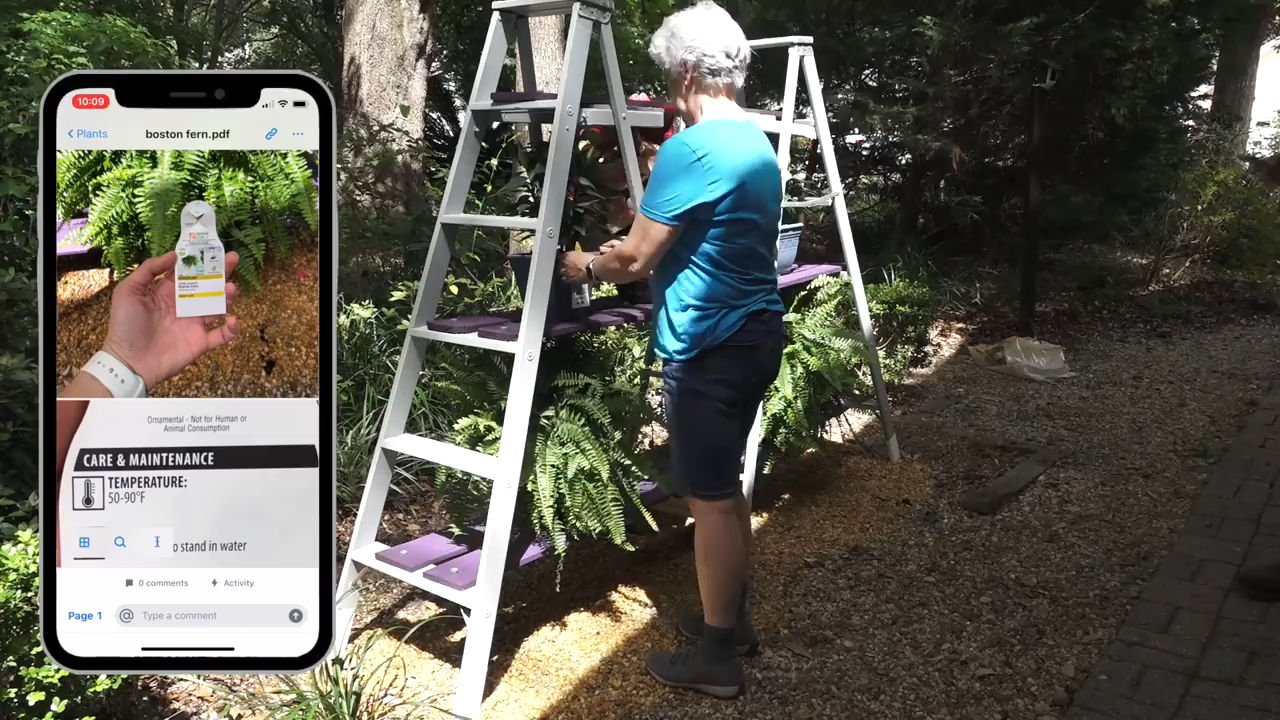 10:09
Plants
boston fern.pdf
Ornamental - Not for Human or
Animal Consumption
CARE & MAINTENANCE
TEMPERATURE:
50-90°F
o stand in water
0 comments
Activity
Page 1
@ Type a comment